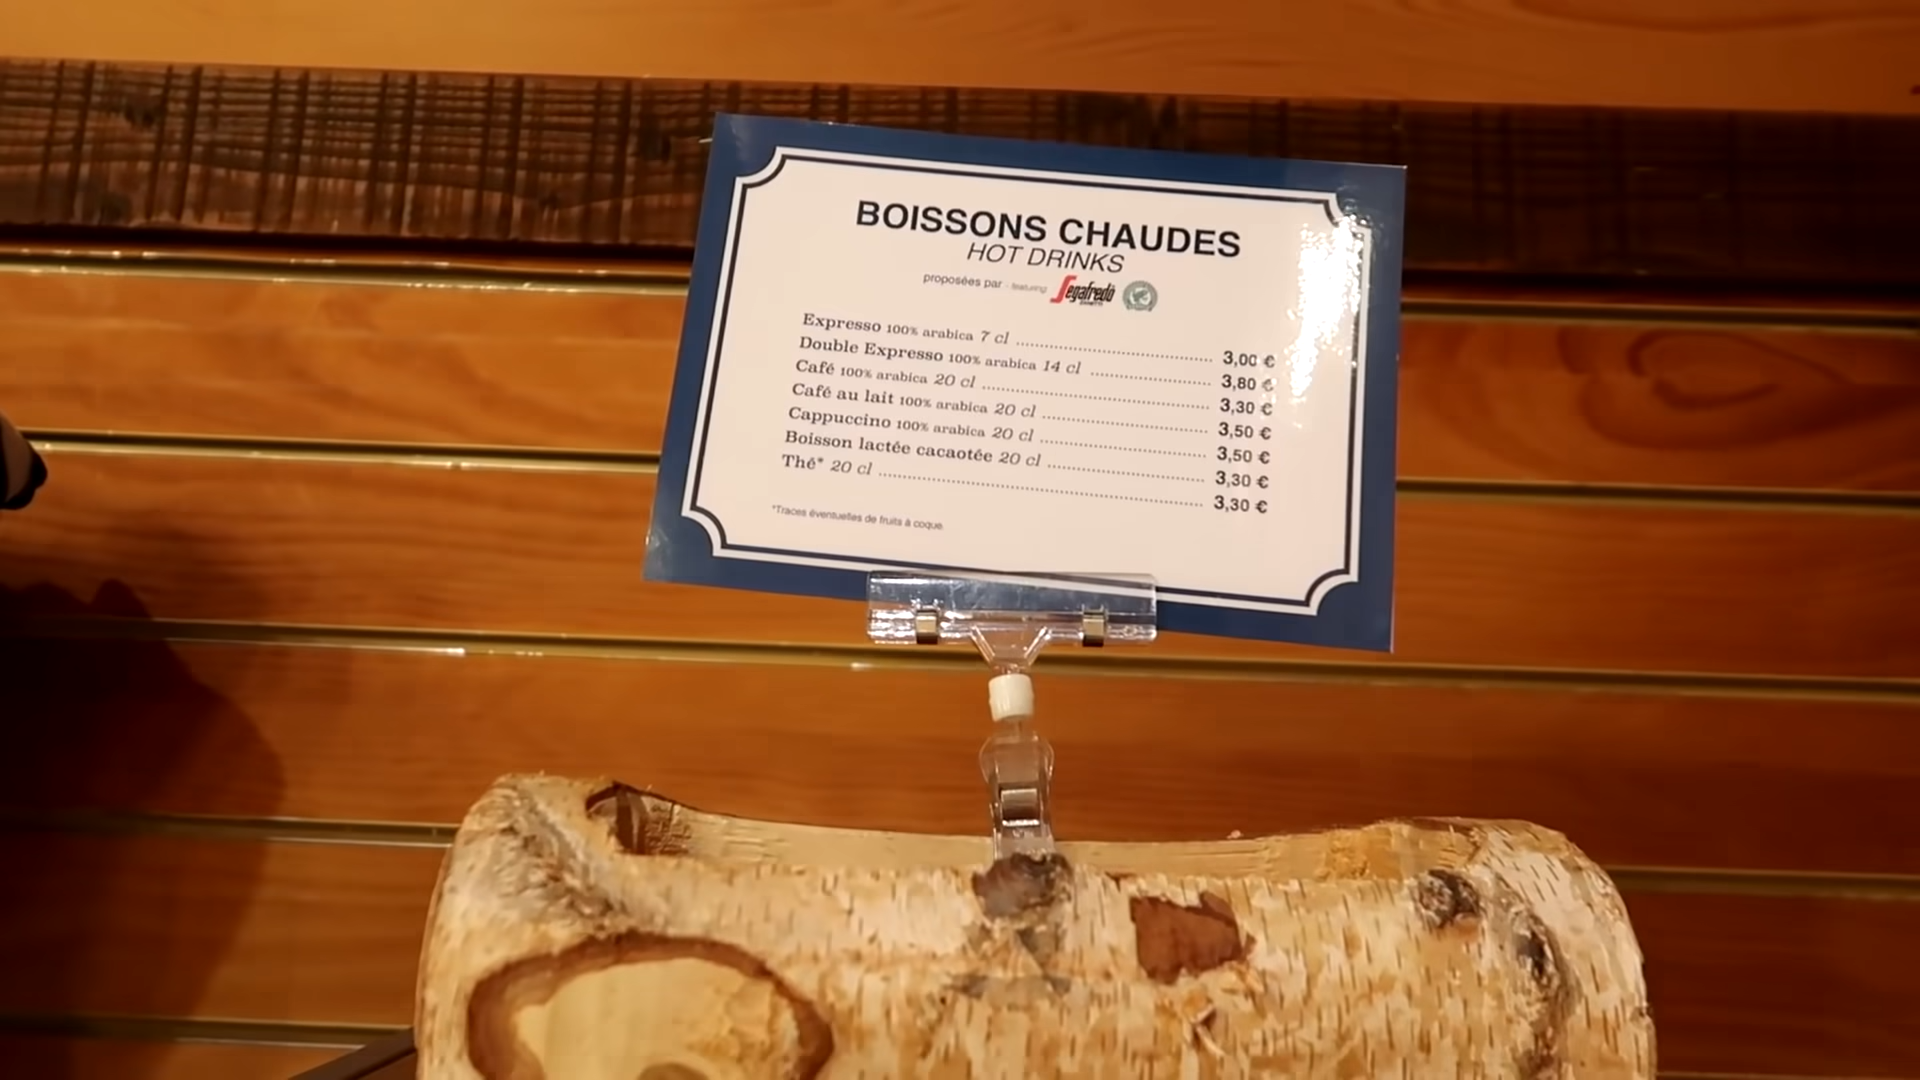 BOISSONS CHAUDES
HOT DRINKS
proposées par - featuring Segafredo
Expresso 100% arabica 7 cl ........ 3,00 €
Double Expresso 100% arabica 14 cl ........ 3,80 €
Café 100% arabica 20 cl ........ 3,30 €
Café au lait 100% arabica 20 cl ........ 3,50 €
Cappuccino 100% arabica 20 cl ........ 3,50 €
Boisson lactée cacaotée 20 cl ........ 3,30 €
Thé* 20 cl ........ 3,30 €
*Traces éventuelles de fruits à coque.